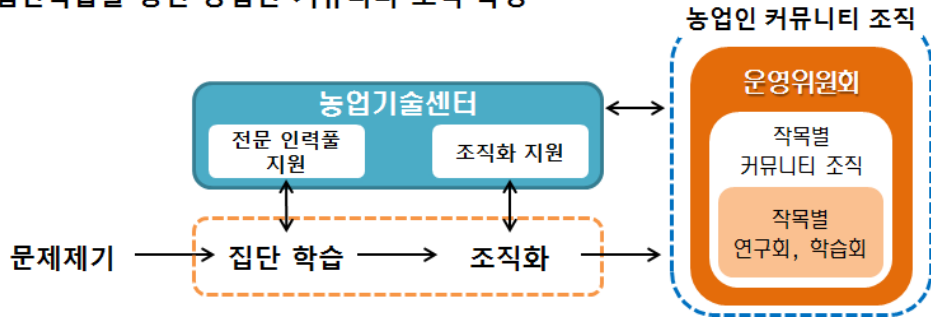 농업인 커뮤니티 조직
운영위원회
농업기술센터
전문 인력풀
지원
조직화 지원
작목별
커뮤니티 조직
작목별
연구회, 학습회
문제제기
집단 학습
조직화